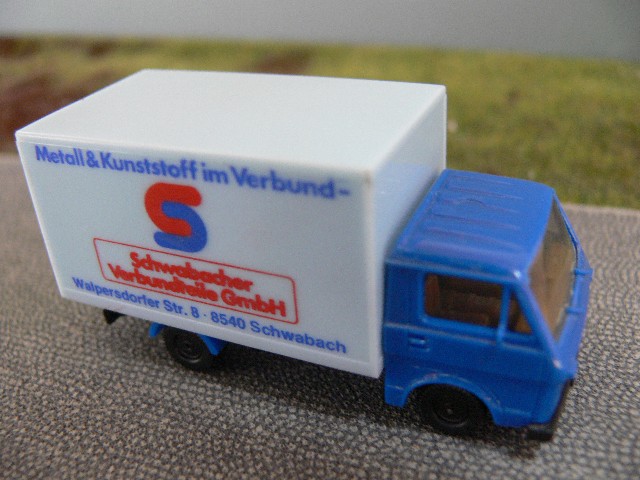 Metall & Kunststoff im Verbund-
Schwabacher
Verbundteile GmbH
Walpersdorfer Str. 8 · 8540 Schwabach